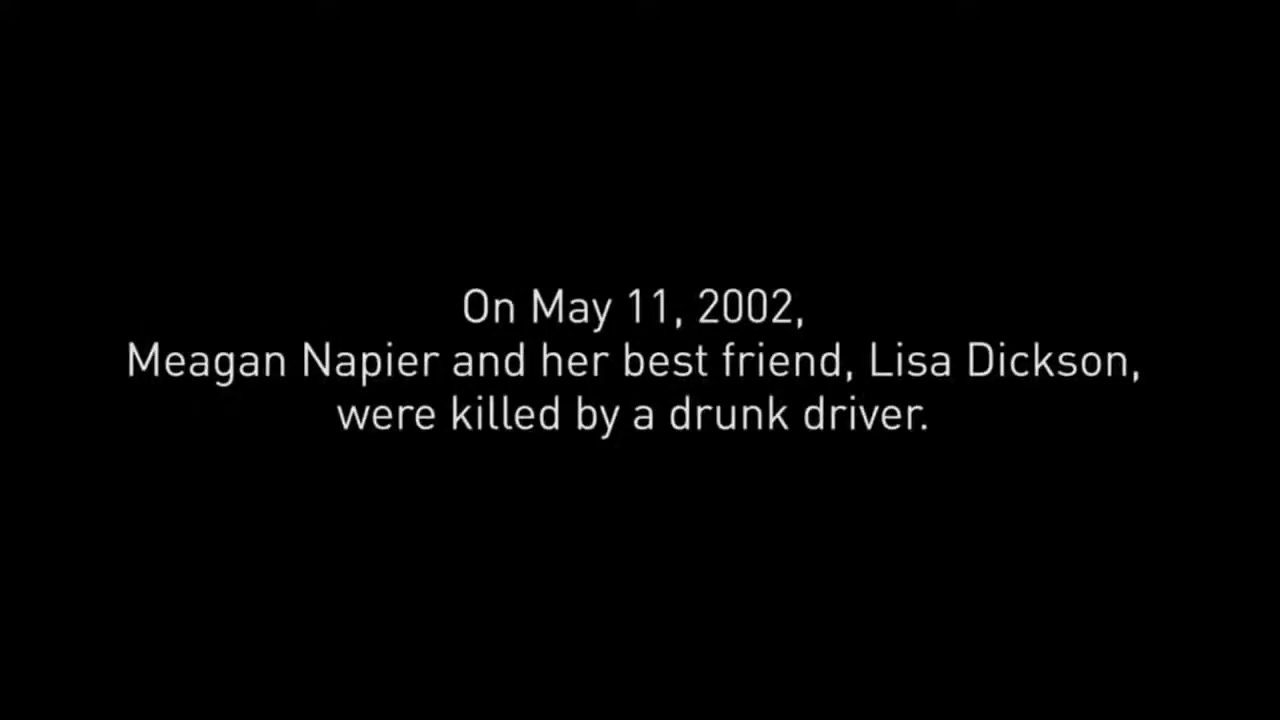 On May 11, 2002,
Meagan Napier and her best friend, Lisa Dickson,
were killed by a drunk driver.